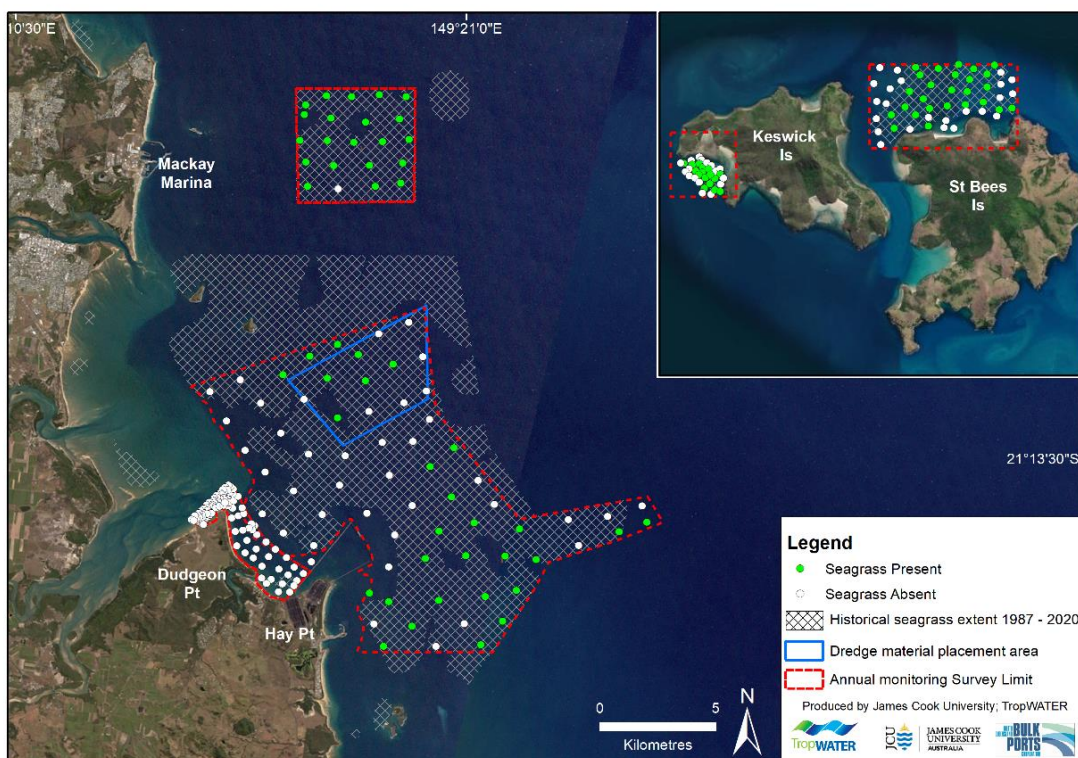 10'30"E
149°21'0"E
Mackay
Marina
Keswick
Is
St Bees
Is
21°13'30"S
Dudgeon
Pt
Hay Pt
Legend
Seagrass Present
Seagrass Absent
Historical seagrass extent 1987 - 2020
Dredge material placement area
Annual monitoring Survey Limit
Produced by James Cook University; TropWATER
N
0
5
Kilometres
TropWATER
JCU
JAMES COOK
UNIVERSITY
AUSTRALIA
BULK
PORTS